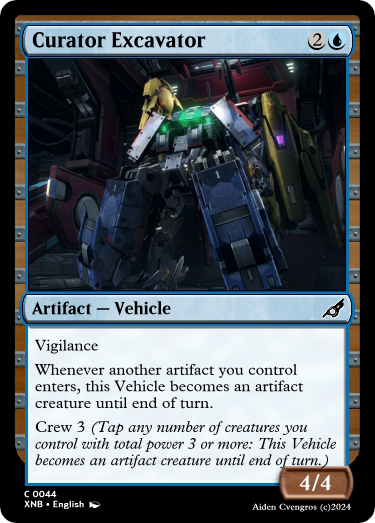 Curator Excavator 2
Artifact — Vehicle
Vigilance
Whenever another artifact you control
enters, this Vehicle becomes an artifact
creature until end of turn.
Crew 3 (Tap any number of creatures you
control with total power 3 or more: This Vehicle
becomes an artifact creature until end of turn.)
4/4
C 0044
XNB • English
Aiden Cvengros (c)2024